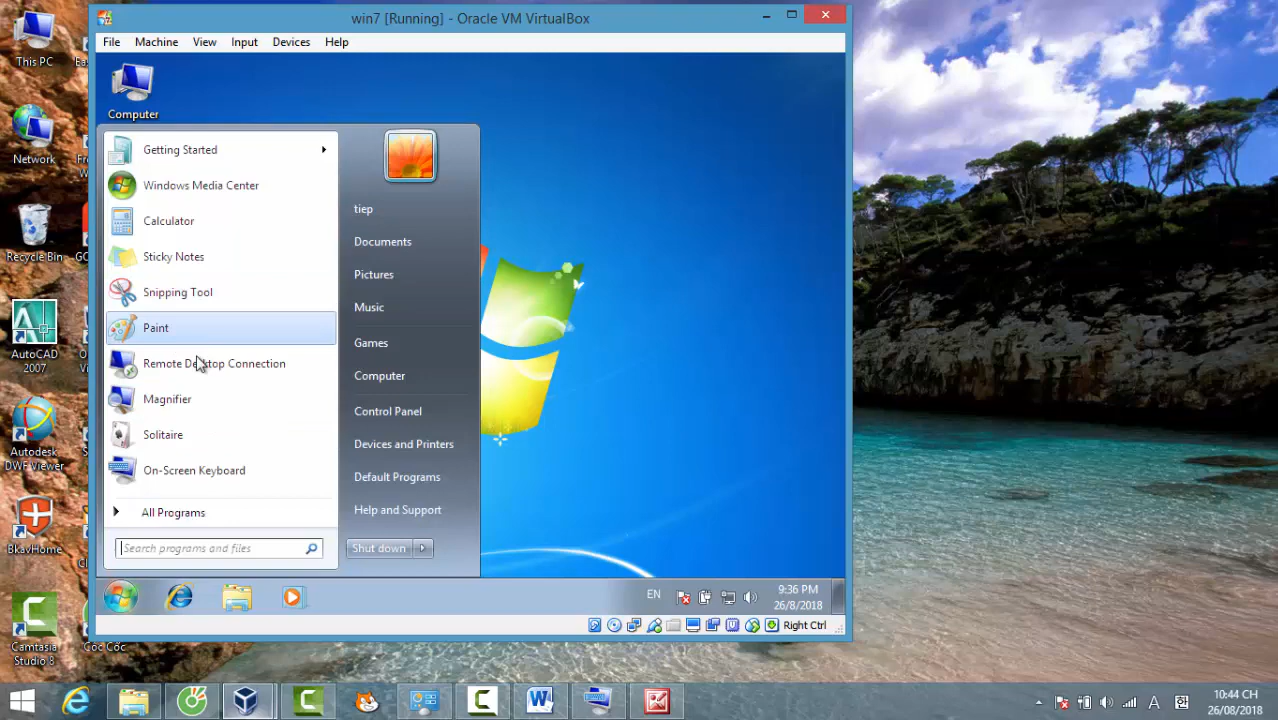 win7 [Running] - Oracle VM VirtualBox
File Machine View Input Devices Help
This PC
Network
Recycle Bin
AutoCAD
2007
Autodesk
DWF Viewer
BkavHome
Camtasia
Studio 8
Cốc Cốc
Computer
Getting Started
Windows Media Center
Calculator
Sticky Notes
Snipping Tool
Paint
Remote Desktop Connection
Magnifier
Solitaire
On-Screen Keyboard
All Programs
Search programs and files
tiep
Documents
Pictures
Music
Games
Computer
Control Panel
Devices and Printers
Default Programs
Help and Support
Shut down
EN
9:36 PM
26/8/2018
Right Ctrl
10:44 CH
26/08/2018